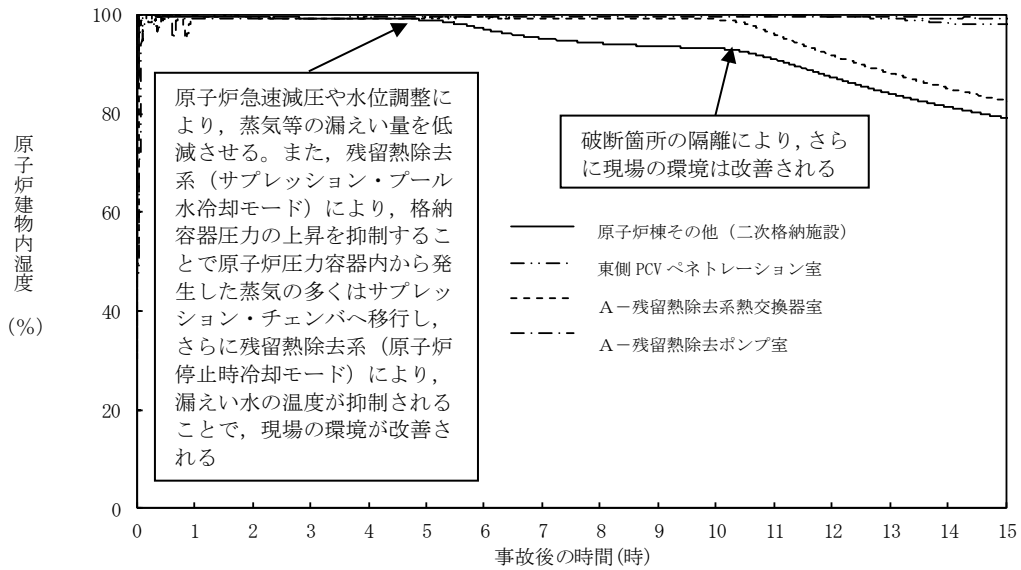 100
80
60
40
20
0
原子炉建物内湿度
(%)
原子炉急速減圧や水位調整に
より，蒸気等の漏えい量を低
減させる。また，残留熱除去
系（サプレッション・プール
水冷却モード）により，格納
容器圧力の上昇を抑制するこ
とで原子炉圧力容器内から発
生した蒸気の多くはサプレッ
ション・チェンバへ移行し，
さらに残留熱除去系（原子炉
停止時冷却モード）により，
漏えい水の温度が抑制される
ことで，現場の環境が改善さ
れる
破断箇所の隔離により，さら
に現場の環境は改善される
原子炉棟その他（二次格納施設）
東側 PCV ペネトレーション室
A－残留熱除去系熱交換器室
A－残留熱除去ポンプ室
0 1 2 3 4 5 6 7 8 9 10 11 12 13 14 15
事故後の時間(時)